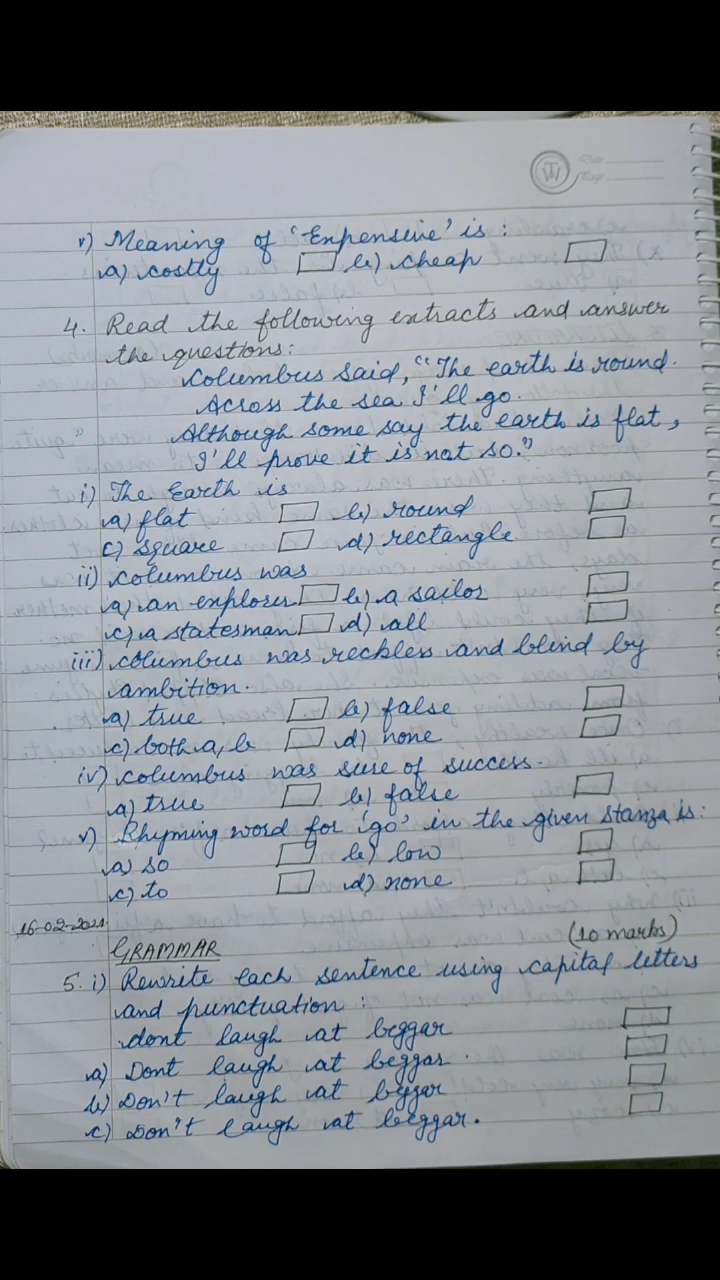 Date
Page
v) Meaning of 'Expensive' is :
a) costly b) cheap
4. Read the following extracts and answer
the questions:
Columbus said, "The earth is round.
Across the sea I'll go.
Although some say the earth is flat,
I'll prove it is not so."
i) The Earth is
a) flat b) round
c) square d) rectangle
ii) Columbus was
a) an explorer b) a sailor
c) a statesman d) all
iii) Columbus was reckless and blind by
ambition.
a) true b) false
c) both a, b d) none
iv) Columbus was sure of success.
a) true b) false
v) Rhyming word for 'go' in the given stanza is:
a) so b) low
c) to d) none
16-02-2021
GRAMMAR (10 marks)
5. i) Rewrite each sentence using capital letters
and punctuation :
dont laugh at beggar
a) Dont laugh at beggar.
b) Don't laugh at beggar
c) Don't laugh at beggar.